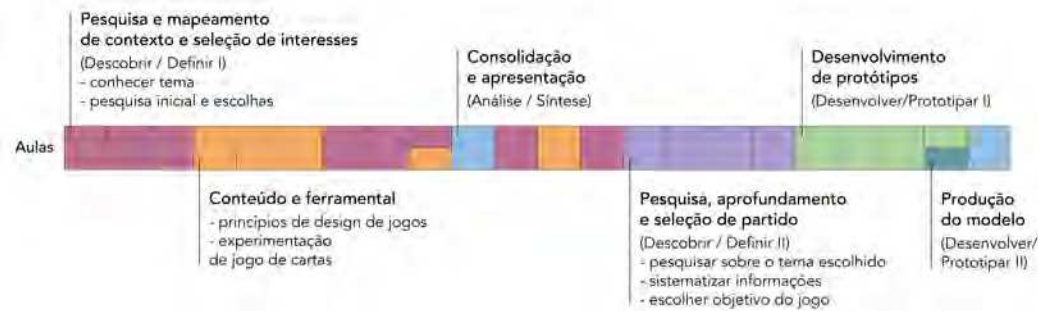 Pesquisa e mapeamento
de contexto e seleção de interesses
(Descobrir / Definir I)
- conhecer tema
- pesquisa inicial e escolhas
Consolidação
e apresentação
(Análise / Síntese)
Desenvolvimento
de protótipos
(Desenvolver/Prototipar I)
Aulas
Conteúdo e ferramental
- princípios de design de jogos
- experimentação
de jogo de cartas
Pesquisa, aprofundamento
e seleção de partido
(Descobrir / Definir II)
- pesquisar sobre o tema escolhido
- sistematizar informações
- escolher objetivo do jogo
Produção
do modelo
(Desenvolver/
Prototipar II)